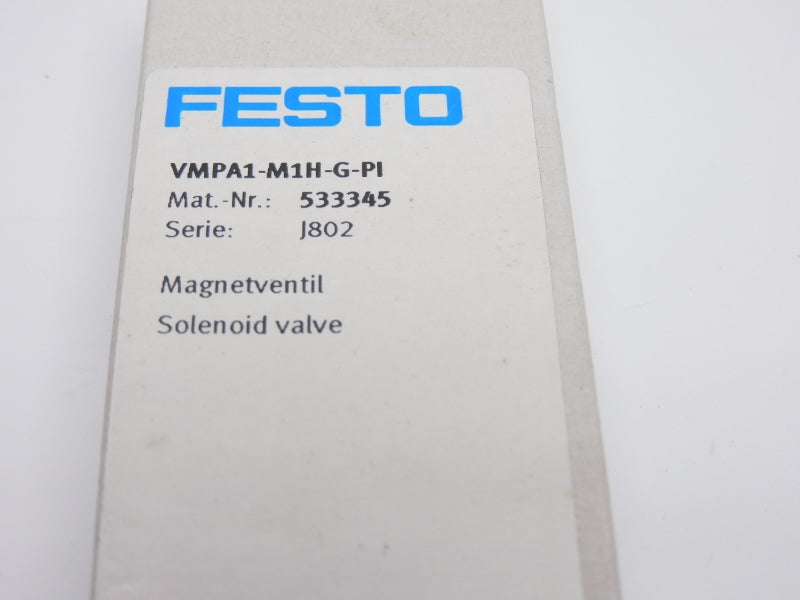 FESTO
VMPA1-M1H-G-PI
Mat.-Nr.: 533345
Serie: J802
Magnetventil
Solenoid valve